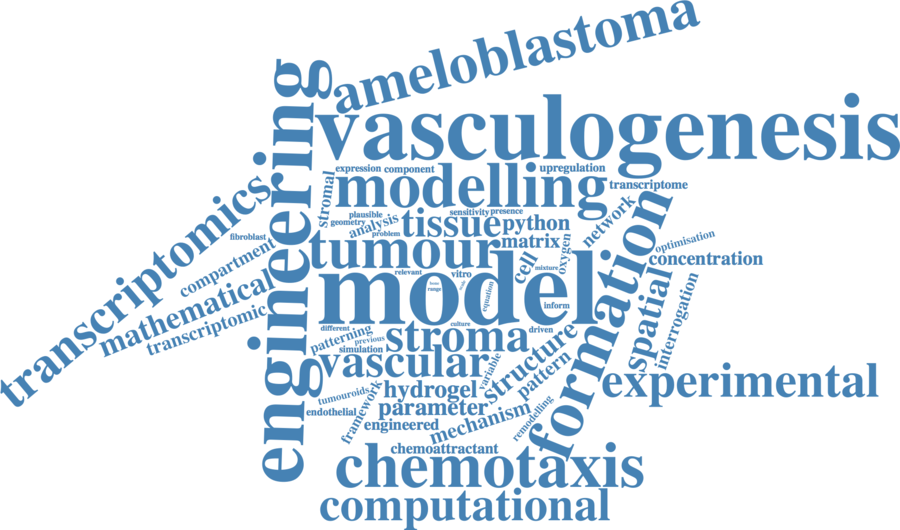 ameloblastoma
vasculogenesis
engineering
expression
component
upregulation
modelling
transcriptome
stromal
transcriptomics
plausible
sensitivity
presence
geometry
analysis
tissue
python
network
fibroblast
problem
matrix
optimisation
tumour
oxygen
compartment
cell
concentration
mixture
relevant
vitro
model
formation
spatial
interrogation
mathematical
equation
range
inform
transcriptomic
different
culture
driven
patterning
previous
stroma
simulation
vascular
structure
variable
pattern
experimental
hydrogel
tumouroids
framework
endothelial
parameter
engineered
mechanism
remodelling
chemoattractant
chemotaxis
computational